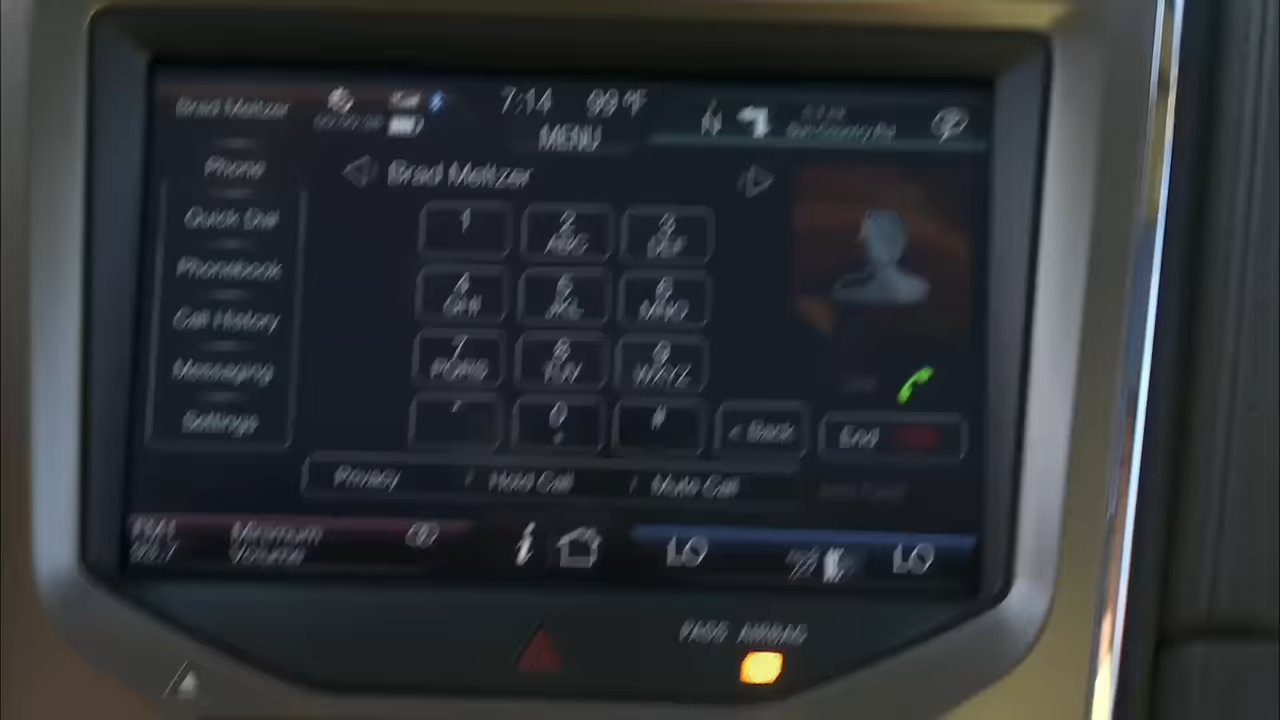 Brad Meltzer
7:14 99°F
MENU
Phone
Brad Meltzer
Quick Dial
Phonebook
Call History
Messaging
Settings
1
2 ABC
3 DEF
4 GHI
5 JKL
6 MNO
7 PQRS
8 TUV
9 WXYZ
*
0
#
< Back
End
Privacy
Hold Call
Mute Call
FM1
Minimum
Volume
i
LO
LO
PASS AIRBAG